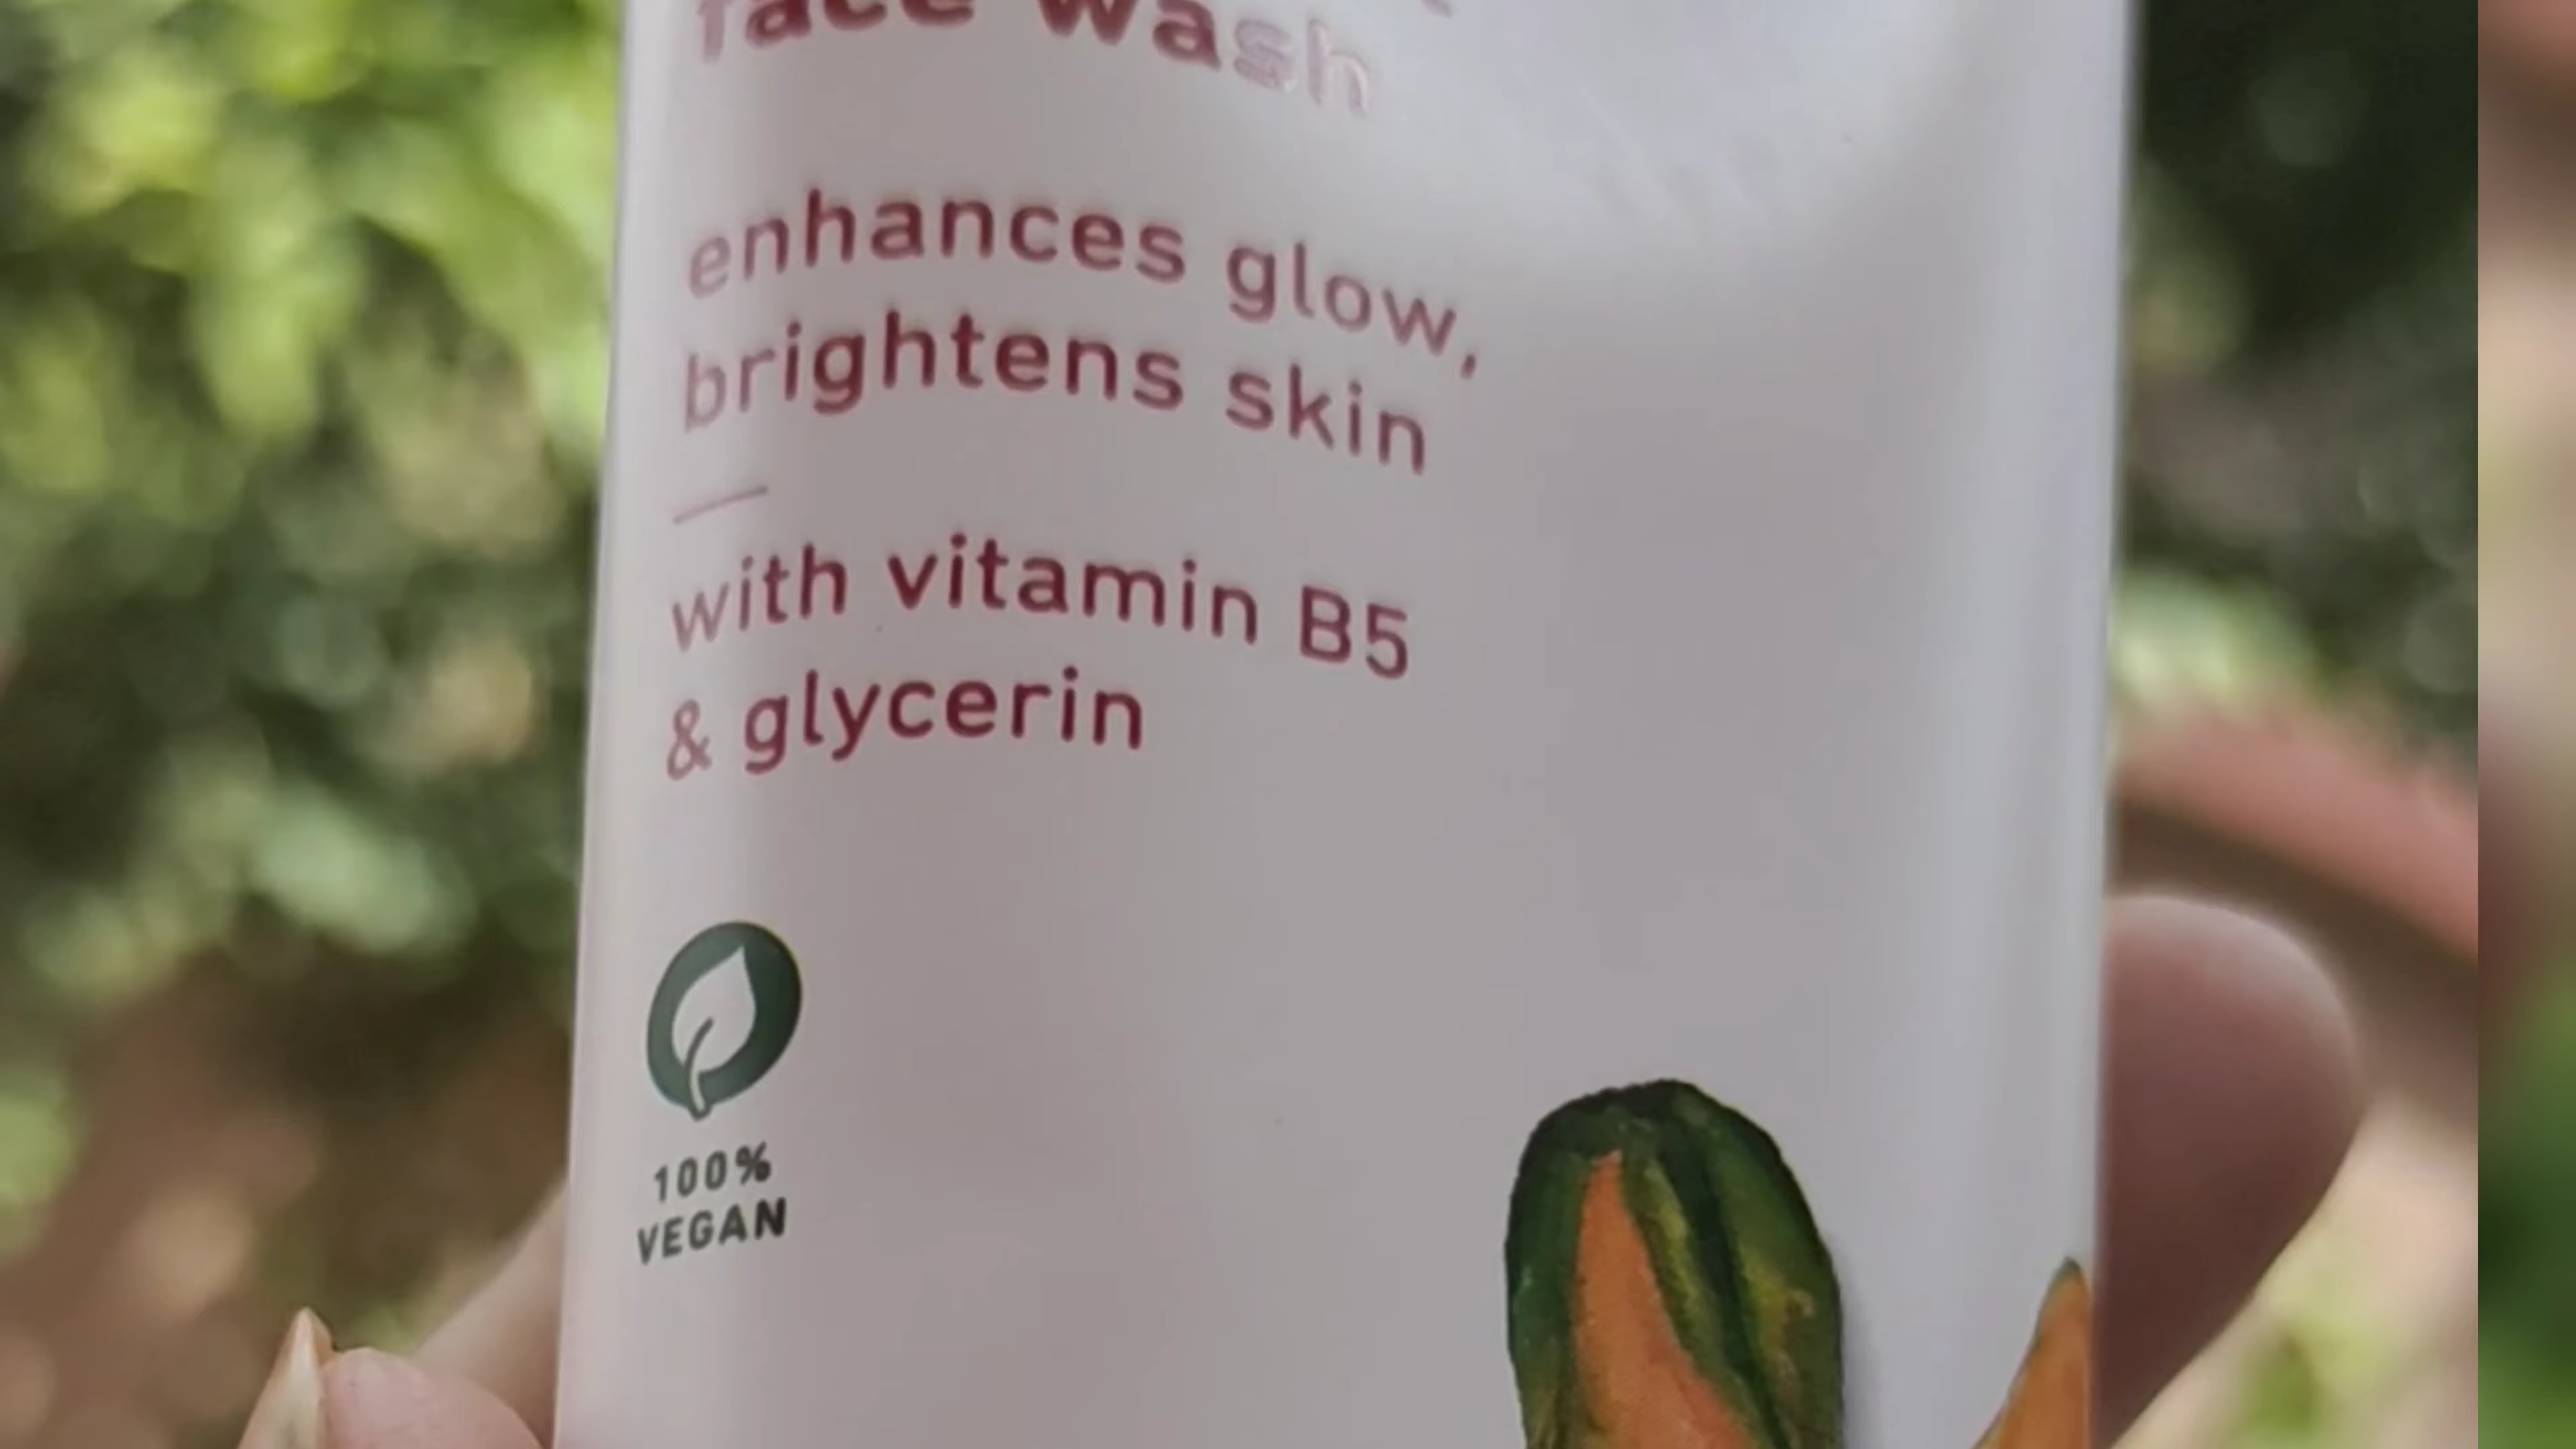 face wash
enhances glow,
brightens skin
with vitamin B5
& glycerin
100%
VEGAN